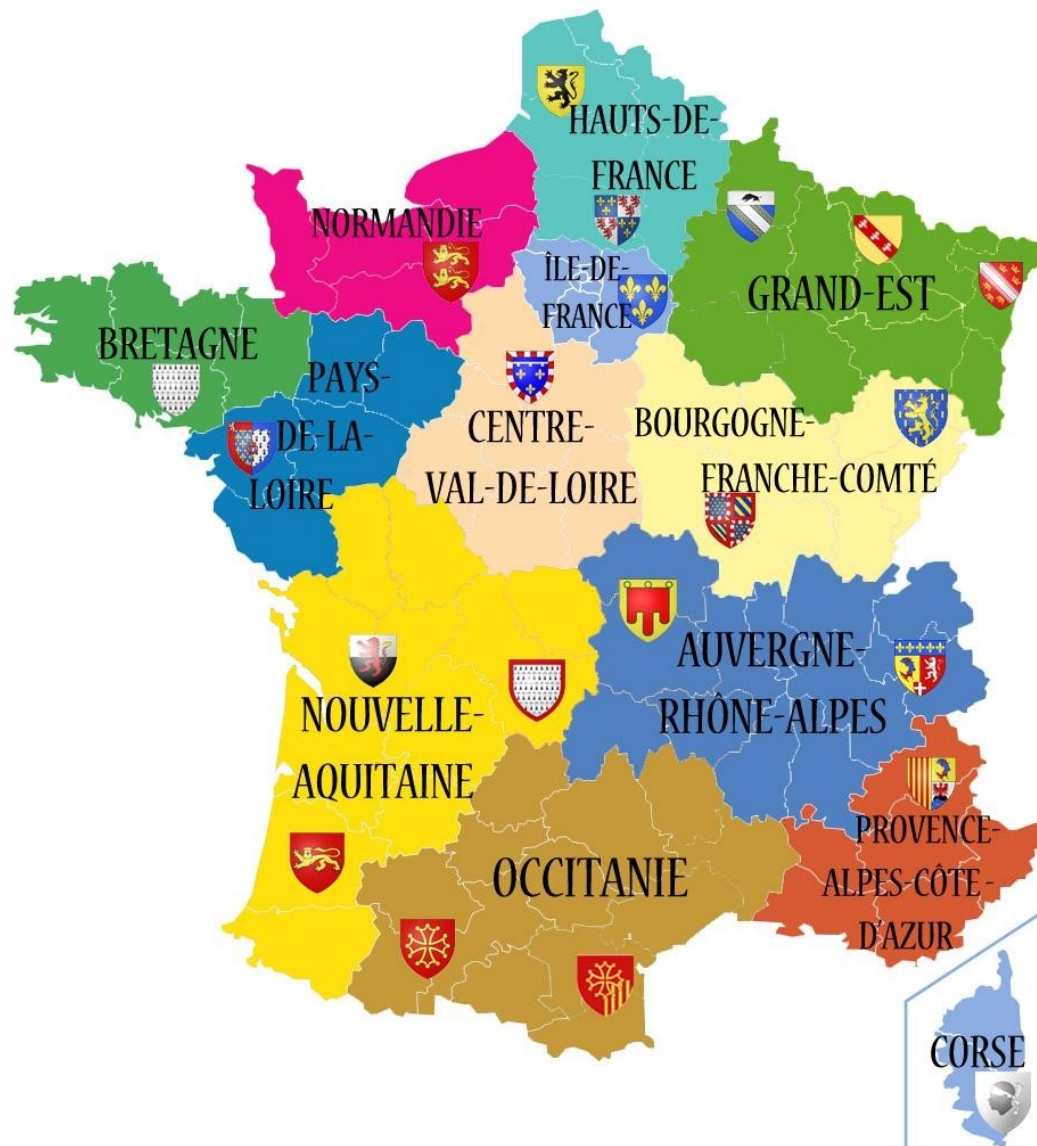 HAUTS-DE-
FRANCE
NORMANDIE
ÎLE-DE-
FRANCE
GRAND-EST
BRETAGNE
PAYS-
DE-LA-
LOIRE
CENTRE-
VAL-DE-LOIRE
BOURGOGNE-
FRANCHE-COMTÉ
AUVERGNE-
RHÔNE-ALPES
NOUVELLE-
AQUITAINE
OCCITANIE
PROVENCE-
ALPES-CÔTE-
D'AZUR
CORSE